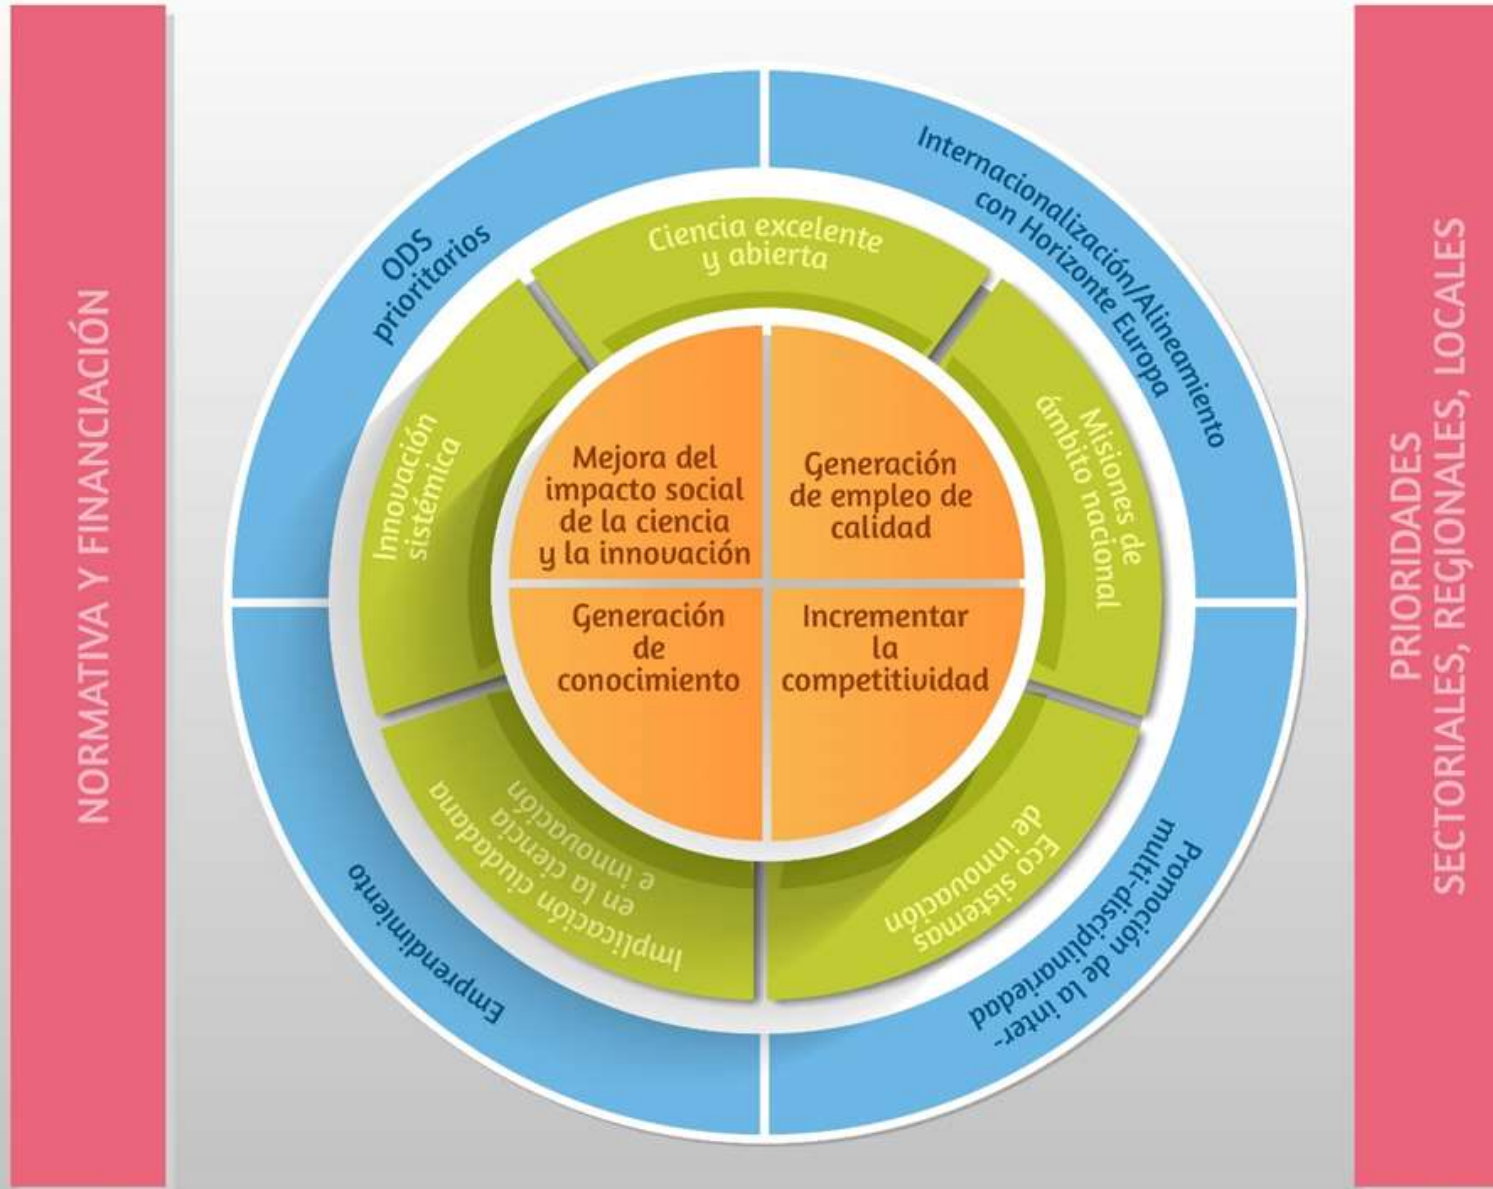 NORMATIVA Y FINANCIACIÓN
ODS
prioritarios
Internacionalización/Alineamiento
con Horizonte Europa
Promoción de la inter-
multi-disciplinariedad
Emprendimiento
Ciencia excelente
y abierta
Misiones de
ámbito nacional
Eco sistemas
de innovación
Implicación ciudadana
en la ciencia
e innovación
Innovación
sistémica
Mejora del
impacto social
de la ciencia
y la innovación
Generación
de empleo de
calidad
Generación
de
conocimiento
Incrementar
la
competitividad
PRIORIDADES
SECTORIALES, REGIONALES, LOCALES